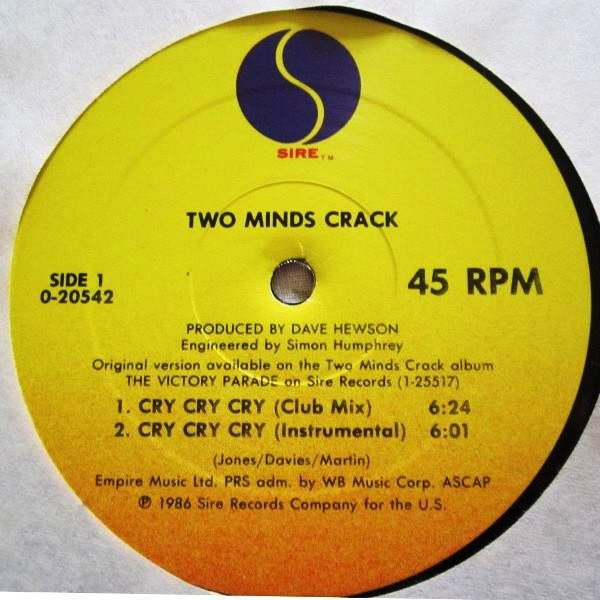 SIRE TM
TWO MINDS CRACK
SIDE 1
0-20542
45 RPM
PRODUCED BY DAVE HEWSON
Engineered by Simon Humphrey
Original version available on the Two Minds Crack album
THE VICTORY PARADE on Sire Records (1-25517)
1. CRY CRY CRY (Club Mix) 6:24
2. CRY CRY CRY (Instrumental) 6:01
(Jones/Davies/Martin)
Empire Music Ltd. PRS adm. by WB Music Corp. ASCAP
℗ 1986 Sire Records Company for the U.S.